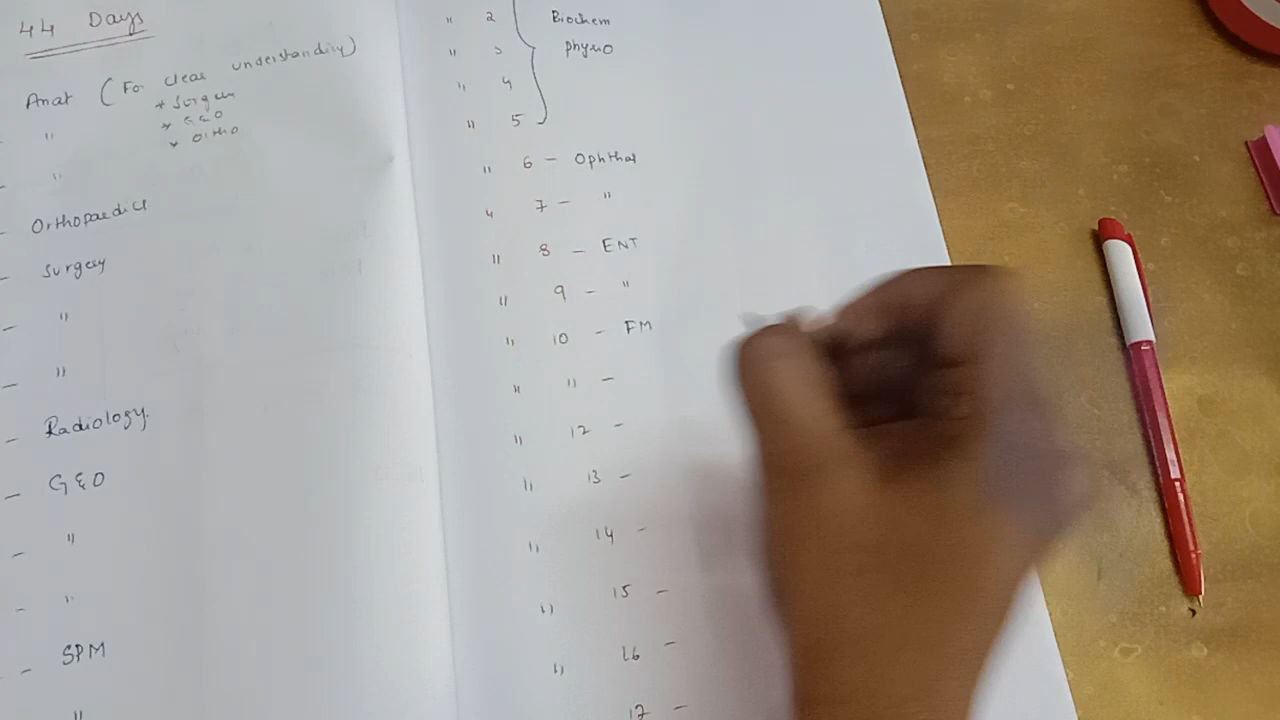 44 Days
Anat (For clear understanding)
* Surgery
" * G&O
* Ortho
"
- Orthopaedics
- Surgery
- "
- "
- Radiology.
- G&O
- "
- "
- SPM
"
" 2 Biochem
" 3 physio
" 4
" 5
" 6 - Ophthal
" 7 - "
" 8 - ENT
" 9 - "
" 10 - FM
" 11 -
" 12 -
" 13 -
" 14 -
" 15 -
" 16 -
17 -